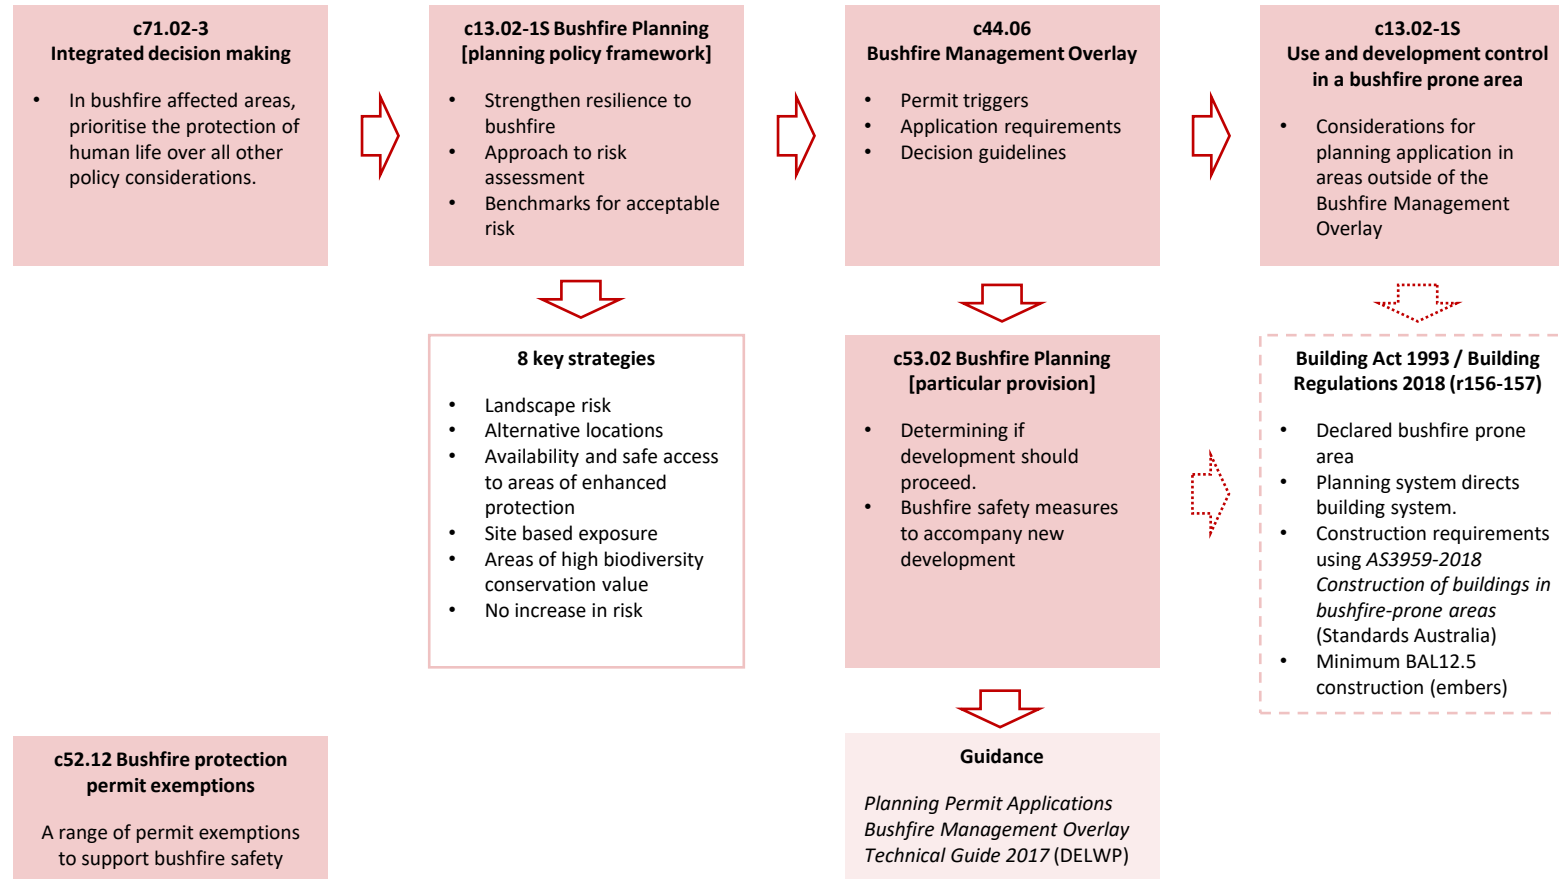 c71.02-3
Integrated decision making
• In bushfire affected areas,
prioritise the protection of
human life over all other
policy considerations.
c13.02-1S Bushfire Planning
[planning policy framework]
• Strengthen resilience to
bushfire
• Approach to risk
assessment
• Benchmarks for acceptable
risk
c44.06
Bushfire Management Overlay
• Permit triggers
• Application requirements
• Decision guidelines
c13.02-1S
Use and development control
in a bushfire prone area
• Considerations for
planning application in
areas outside of the
Bushfire Management
Overlay
8 key strategies
• Landscape risk
• Alternative locations
• Availability and safe access
to areas of enhanced
protection
• Site based exposure
• Areas of high biodiversity
conservation value
• No increase in risk
c53.02 Bushfire Planning
[particular provision]
• Determining if
development should
proceed.
• Bushfire safety measures
to accompany new
development
Building Act 1993 / Building
Regulations 2018 (r156-157)
• Declared bushfire prone
area
• Planning system directs
building system.
• Construction requirements
using AS3959-2018
Construction of buildings in
bushfire-prone areas
(Standards Australia)
• Minimum BAL12.5
construction (embers)
c52.12 Bushfire protection
permit exemptions
A range of permit exemptions
to support bushfire safety
Guidance
Planning Permit Applications
Bushfire Management Overlay
Technical Guide 2017 (DELWP)